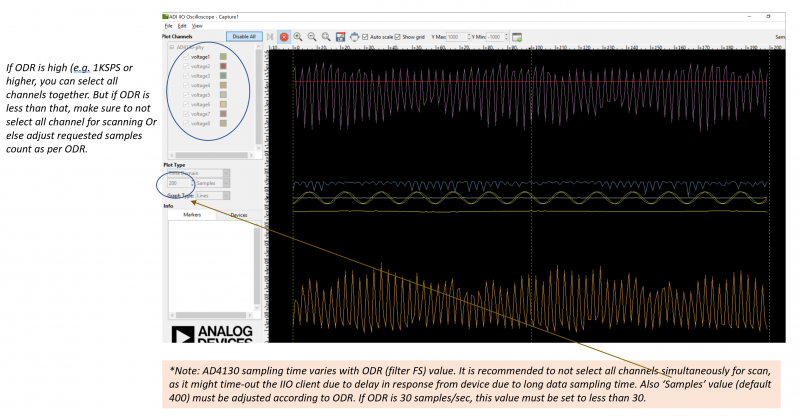 ADI IIO Oscilloscope - Capture1
File Edit View
Plot Channels
Disable All
Auto scale
Show grid
Y Max: 1000
Y Min: -1000
Sam
voltage1
voltage2
voltage3
voltage4
voltage5
voltage6
voltage7
voltage8
If ODR is high (e.g. 1KSPS or
higher, you can select all
channels together. But if ODR is
less than that, make sure to not
select all channel for scanning Or
else adjust requested samples
count as per ODR.
Plot Type
Time Domain
200 Samples
Graph Type: Lines
Info
Markers Devices
ANALOG
DEVICES
*Note: AD4130 sampling time varies with ODR (filter FS) value. It is recommended to not select all channels simultaneously for scan,
as it might time-out the IIO client due to delay in response from device due to long data sampling time. Also ‘Samples’ value (default
400) must be adjusted according to ODR. If ODR is 30 samples/sec, this value must be set to less than 30.